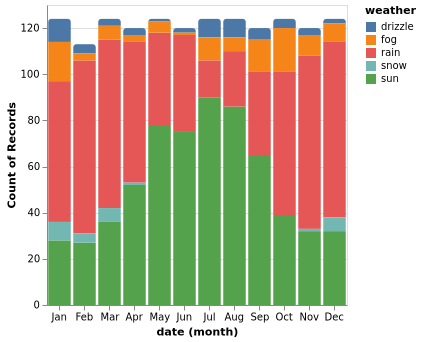 weather
drizzle
fog
rain
snow
sun
Count of Records
120
100
80
60
40
20
0
Jan Feb Mar Apr May Jun Jul Aug Sep Oct Nov Dec
date (month)